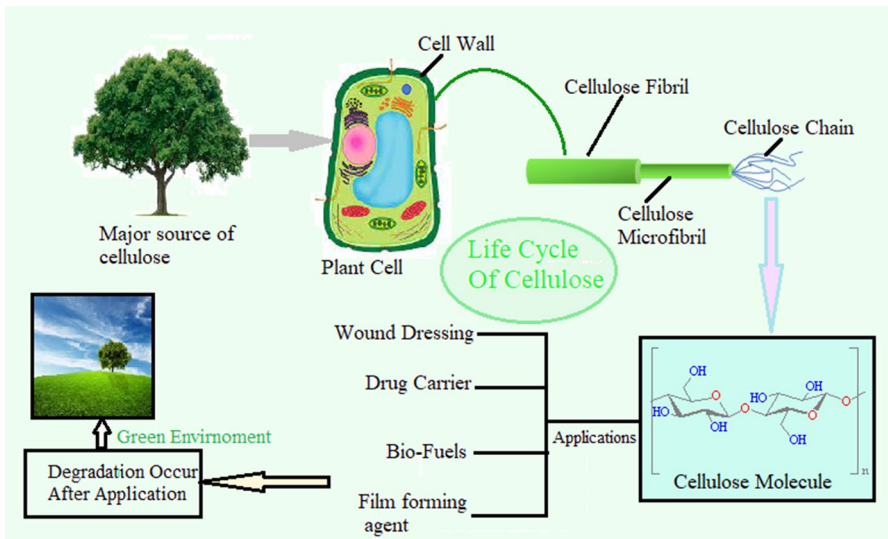 Cell Wall
Cellulose Fibril
Cellulose Chain
Major source of
cellulose
Plant Cell
Cellulose
Microfibril
Life Cycle
Of Cellulose
Wound Dressing
Drug Carrier
Bio-Fuels
Film forming
agent
Applications
OH
HO
OH
O
O
HO
OH
O
OH
O
n
Cellulose Molecule
Degradation Occur
After Application
Green Envirnoment